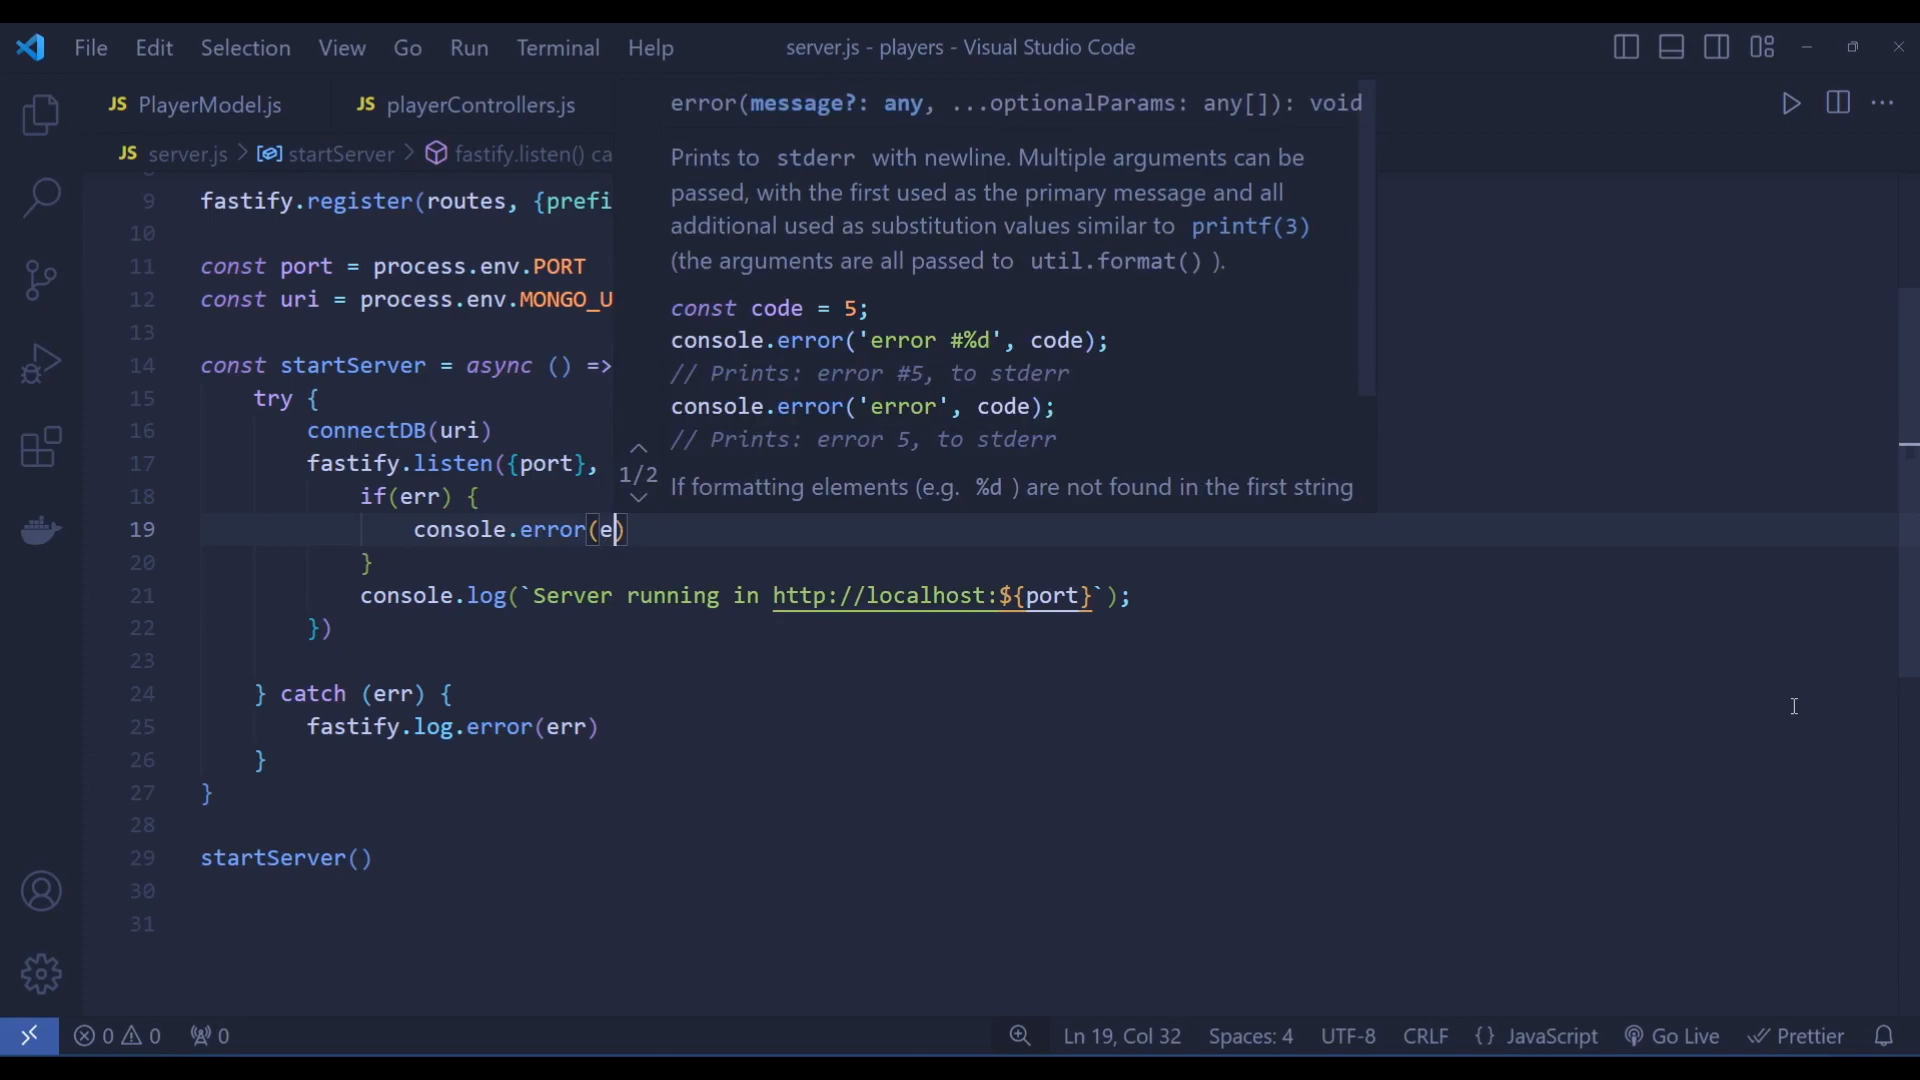 File Edit Selection View Go Run Terminal Help server.js - players - Visual Studio Code
JS PlayerModel.js JS playerControllers.js
JS server.js > startServer > fastify.listen() ca
error(message?: any, ...optionalParams: any[]): void
Prints to stderr with newline. Multiple arguments can be
passed, with the first used as the primary message and all
additional used as substitution values similar to printf(3)
(the arguments are all passed to util.format() ).
const code = 5;
console.error('error #%d', code);
// Prints: error #5, to stderr
console.error('error', code);
// Prints: error 5, to stderr
1/2
If formatting elements (e.g. %d ) are not found in the first string
9 fastify.register(routes, {prefi
10
11 const port = process.env.PORT
12 const uri = process.env.MONGO_U
13
14 const startServer = async () =>
15 try {
16 connectDB(uri)
17 fastify.listen({port},
18 if(err) {
19 console.error(e)
20 }
21 console.log(`Server running in http://localhost:${port}`);
22 })
23
24 } catch (err) {
25 fastify.log.error(err)
26 }
27 }
28
29 startServer()
30
31
0 0 0 Ln 19, Col 32 Spaces: 4 UTF-8 CRLF {} JavaScript Go Live Prettier